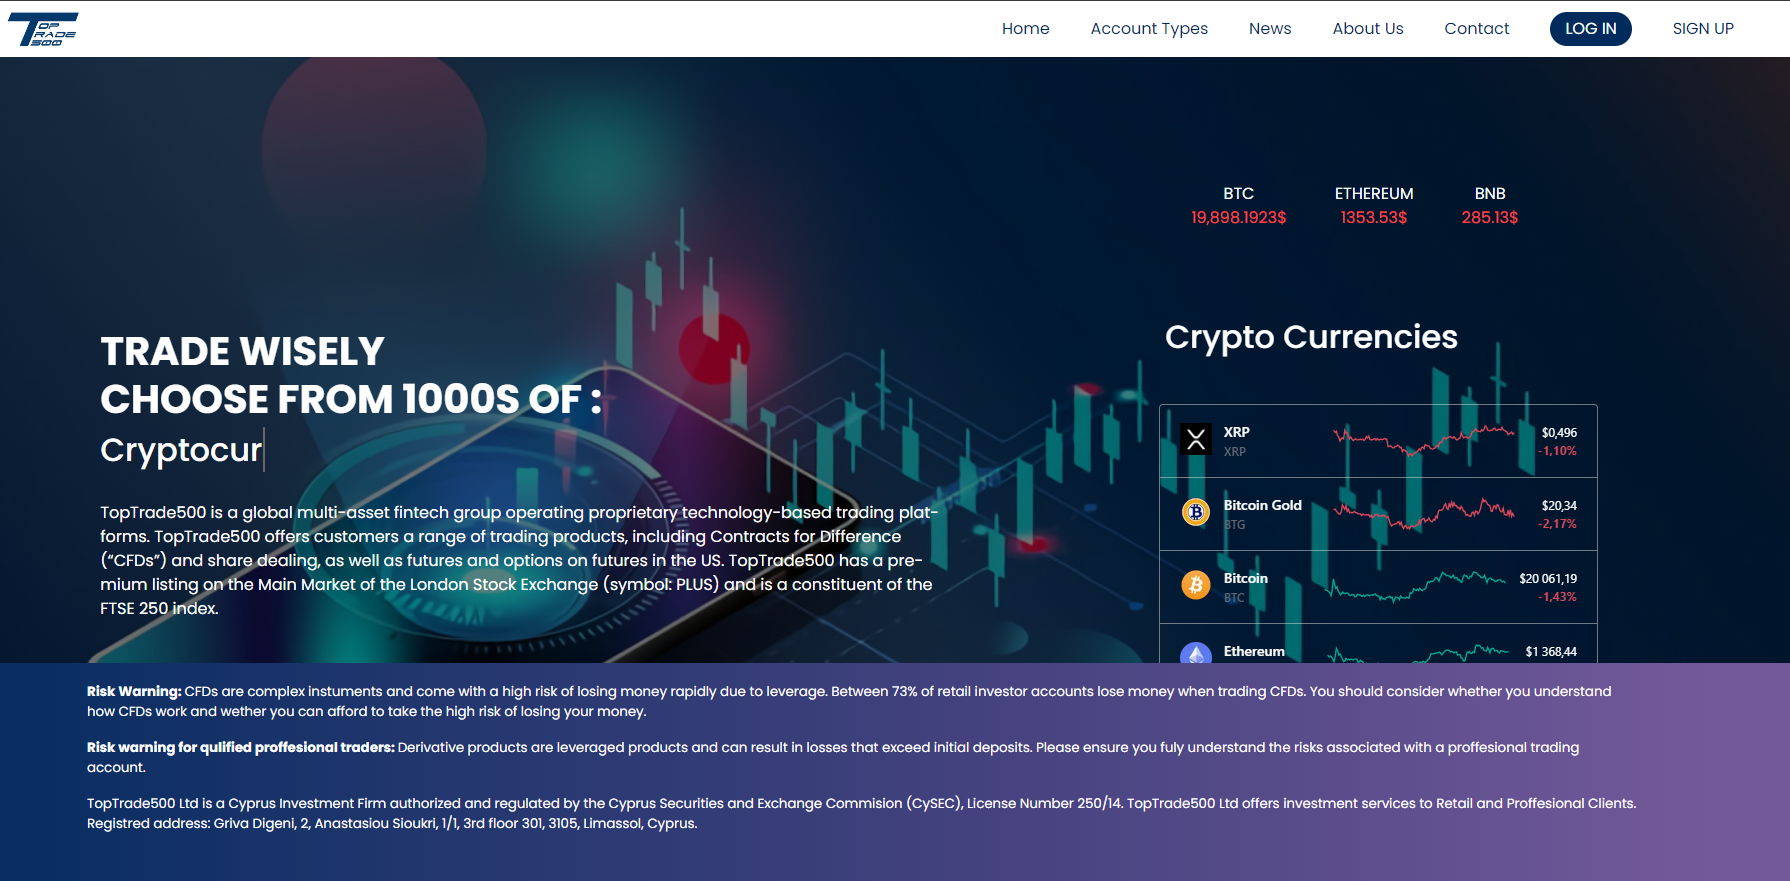 TOP
TRADE
500
Home
Account Types
News
About Us
Contact
LOG IN
SIGN UP
BTC
19,898.1923$
ETHEREUM
1353.53$
BNB
285.13$
TRADE WISELY
CHOOSE FROM 1000S OF :
Cryptocur
TopTrade500 is a global multi-asset fintech group operating proprietary technology-based trading plat-
forms. TopTrade500 offers customers a range of trading products, including Contracts for Difference
(“CFDs”) and share dealing, as well as futures and options on futures in the US. TopTrade500 has a pre-
mium listing on the Main Market of the London Stock Exchange (symbol: PLUS) and is a constituent of the
FTSE 250 index.
Crypto Currencies
XRP
XRP
$0,496
-1,10%
Bitcoin Gold
BTG
$20,34
-2,17%
Bitcoin
BTC
$20 061,19
-1,43%
Ethereum
$1 368,44
Risk Warning: CFDs are complex instuments and come with a high risk of losing money rapidly due to leverage. Between 73% of retail investor accounts lose money when trading CFDs. You should consider whether you understand
how CFDs work and wether you can afford to take the high risk of losing your money.
Risk warning for qulified proffesional traders: Derivative products are leveraged products and can result in losses that exceed initial deposits. Please ensure you fuly understand the risks associated with a proffesional trading
account.
TopTrade500 Ltd is a Cyprus Investment Firm authorized and regulated by the Cyprus Securities and Exchange Commision (CySEC), License Number 250/14. TopTrade500 Ltd offers investment services to Retail and Proffesional Clients.
Registred address: Griva Digeni, 2, Anastasiou Sioukri, 1/1, 3rd floor 301, 3105, Limassol, Cyprus.